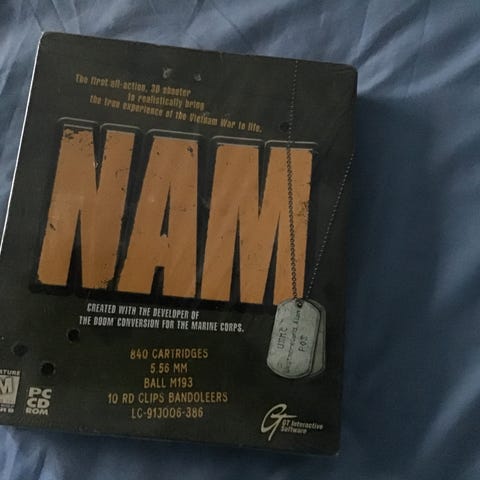 The first all-action, 3D shooter
to realistically bring
the true experience of the Vietnam War to life.
NAM
CREATED WITH THE DEVELOPER OF
THE DOOM CONVERSION FOR THE MARINE CORPS.
840 CARTRIDGES
5.56 MM
BALL M193
10 RD CLIPS BANDOLEERS
LC-91J006-386
MATURE
M
PC
CD
ROM
GT Interactive
Software